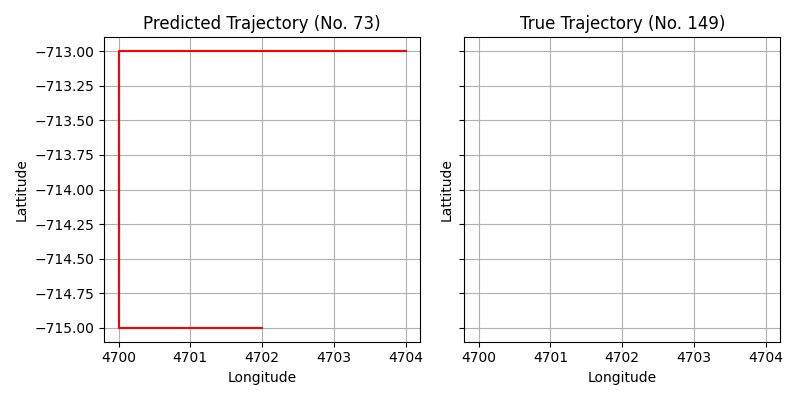 Predicted Trajectory (No. 73)
True Trajectory (No. 149)
−713.00
−713.25
−713.50
−713.75
−714.00
−714.25
−714.50
−714.75
−715.00
Lattitude
Lattitude
4700 4701 4702 4703 4704
4700 4701 4702 4703 4704
Longitude
Longitude